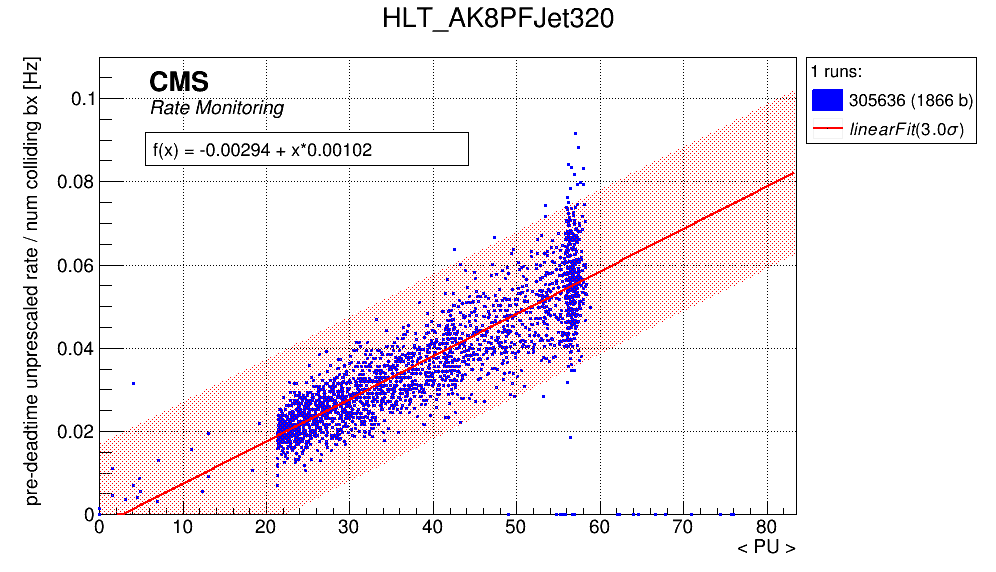 HLT_AK8PFJet320
pre-deadtime unprescaled rate / num colliding bx [Hz]
0.1
0.08
0.06
0.04
0.02
0
CMS
Rate Monitoring
f(x) = -0.00294 + x*0.00102
1 runs:
305636 (1866 b)
linearFit(3.0σ)
0 10 20 30 40 50 60 70 80
< PU >